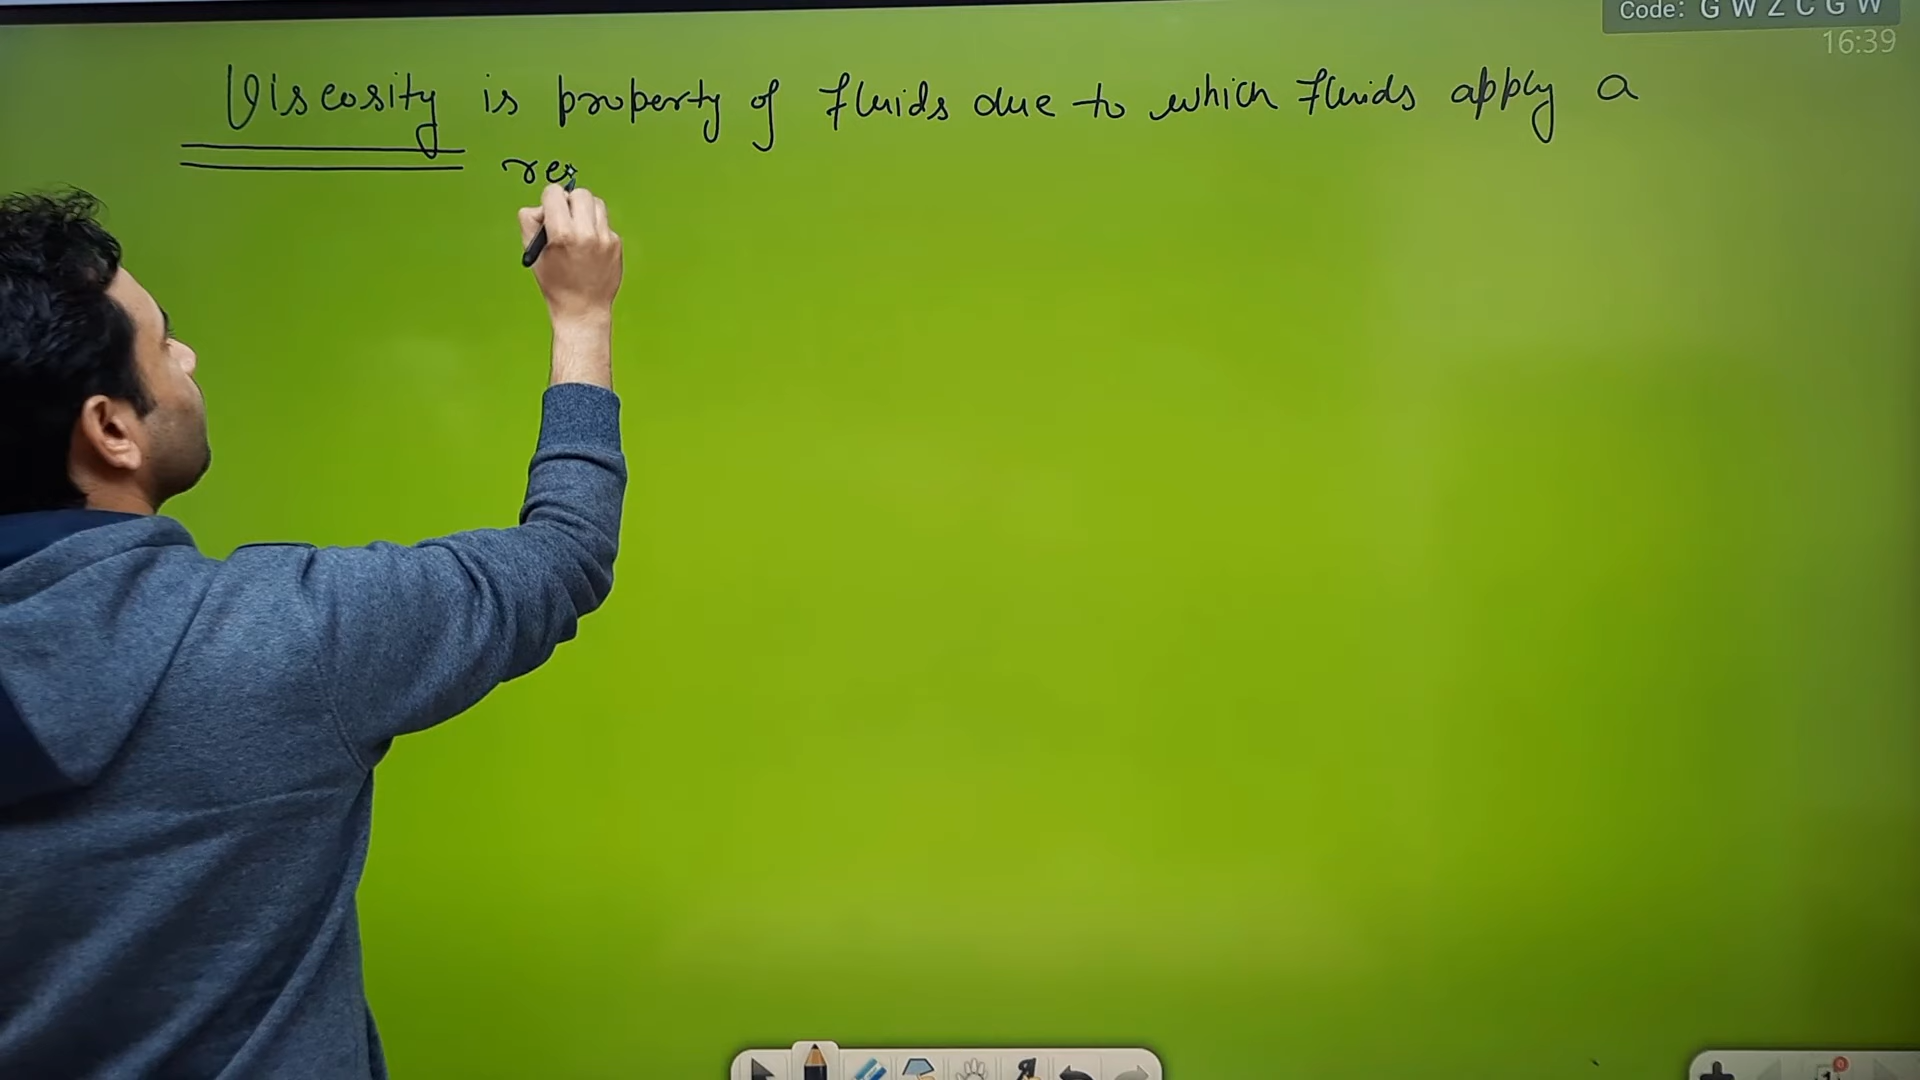 Code: G W Z C G W
16:39
Viscosity is property of fluids due to which fluids apply a
re